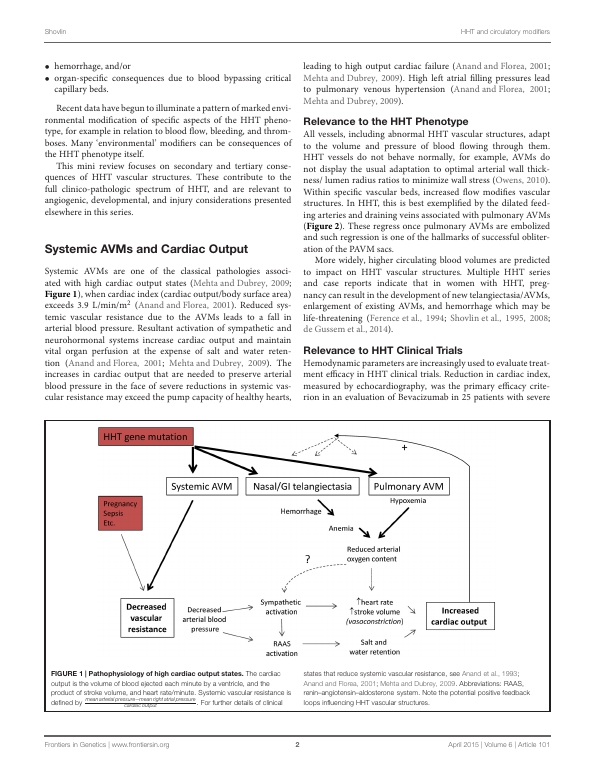 Shovlin
HHT and circulatory modifiers
• hemorrhage, and/or
• organ-specific consequences due to blood bypassing critical
capillary beds.
Recent data have begun to illuminate a pattern of marked envi-
ronmental modification of specific aspects of the HHT pheno-
type, for example in relation to blood flow, bleeding, and throm-
boses. Many ‘environmental’ modifiers can be consequences of
the HHT phenotype itself.
This mini review focuses on secondary and tertiary conse-
quences of HHT vascular structures. These contribute to the
full clinico-pathologic spectrum of HHT, and are relevant to
angiogenic, developmental, and injury considerations presented
elsewhere in this series.
Systemic AVMs and Cardiac Output
Systemic AVMs are one of the classical pathologies associ-
ated with high cardiac output states (Mehta and Dubrey, 2009;
Figure 1), when cardiac index (cardiac output/body surface area)
exceeds 3.9 L/min/m² (Anand and Florea, 2001). Reduced sys-
temic vascular resistance due to the AVMs leads to a fall in
arterial blood pressure. Resultant activation of sympathetic and
neurohormonal systems increase cardiac output and maintain
vital organ perfusion at the expense of salt and water reten-
tion (Anand and Florea, 2001; Mehta and Dubrey, 2009). The
increases in cardiac output that are needed to preserve arterial
blood pressure in the face of severe reductions in systemic vas-
cular resistance may exceed the pump capacity of healthy hearts,
leading to high output cardiac failure (Anand and Florea, 2001;
Mehta and Dubrey, 2009). High left atrial filling pressures lead
to pulmonary venous hypertension (Anand and Florea, 2001;
Mehta and Dubrey, 2009).
Relevance to the HHT Phenotype
All vessels, including abnormal HHT vascular structures, adapt
to the volume and pressure of blood flowing through them.
HHT vessels do not behave normally, for example, AVMs do
not display the usual adaptation to optimal arterial wall thick-
ness/ lumen radius ratios to minimize wall stress (Owens, 2010).
Within specific vascular beds, increased flow modifies vascular
structures. In HHT, this is best exemplified by the dilated feed-
ing arteries and draining veins associated with pulmonary AVMs
(Figure 2). These regress once pulmonary AVMs are embolized
and such regression is one of the hallmarks of successful obliter-
ation of the PAVM sacs.
More widely, higher circulating blood volumes are predicted
to impact on HHT vascular structures. Multiple HHT series
and case reports indicate that in women with HHT, preg-
nancy can result in the development of new telangiectasia/AVMs,
enlargement of existing AVMs, and hemorrhage which may be
life-threatening (Ference et al., 1994; Shovlin et al., 1995, 2008;
de Gussem et al., 2014).
Relevance to HHT Clinical Trials
Hemodynamic parameters are increasingly used to evaluate treat-
ment efficacy in HHT clinical trials. Reduction in cardiac index,
measured by echocardiography, was the primary efficacy crite-
rion in an evaluation of Bevacizumab in 25 patients with severe
HHT gene mutation
+
Systemic AVM
Nasal/GI telangiectasia
Pulmonary AVM
Pregnancy
Sepsis
Etc.
Hypoxemia
Hemorrhage
Anemia
Reduced arterial
oxygen content
?
Decreased
vascular
resistance
Decreased
arterial blood
pressure
Sympathetic
activation
↑heart rate
↑stroke volume
(vasoconstriction)
Increased
cardiac output
RAAS
activation
Salt and
water retention
FIGURE 1 | Pathophysiology of high cardiac output states. The cardiac
output is the volume of blood ejected each minute by a ventricle, and the
product of stroke volume, and heart rate/minute. Systemic vascular resistance is
defined by mean arterial pressure−mean right atrial pressure / cardiac output. For further details of clinical
states that reduce systemic vascular resistance, see Anand et al., 1993;
Anand and Florea, 2001; Mehta and Dubrey, 2009. Abbreviations: RAAS,
renin–angiotensin–aldosterone system. Note the potential positive feedback
loops influencing HHT vascular structures.
Frontiers in Genetics | www.frontiersin.org
2
April 2015 | Volume 6 | Article 101